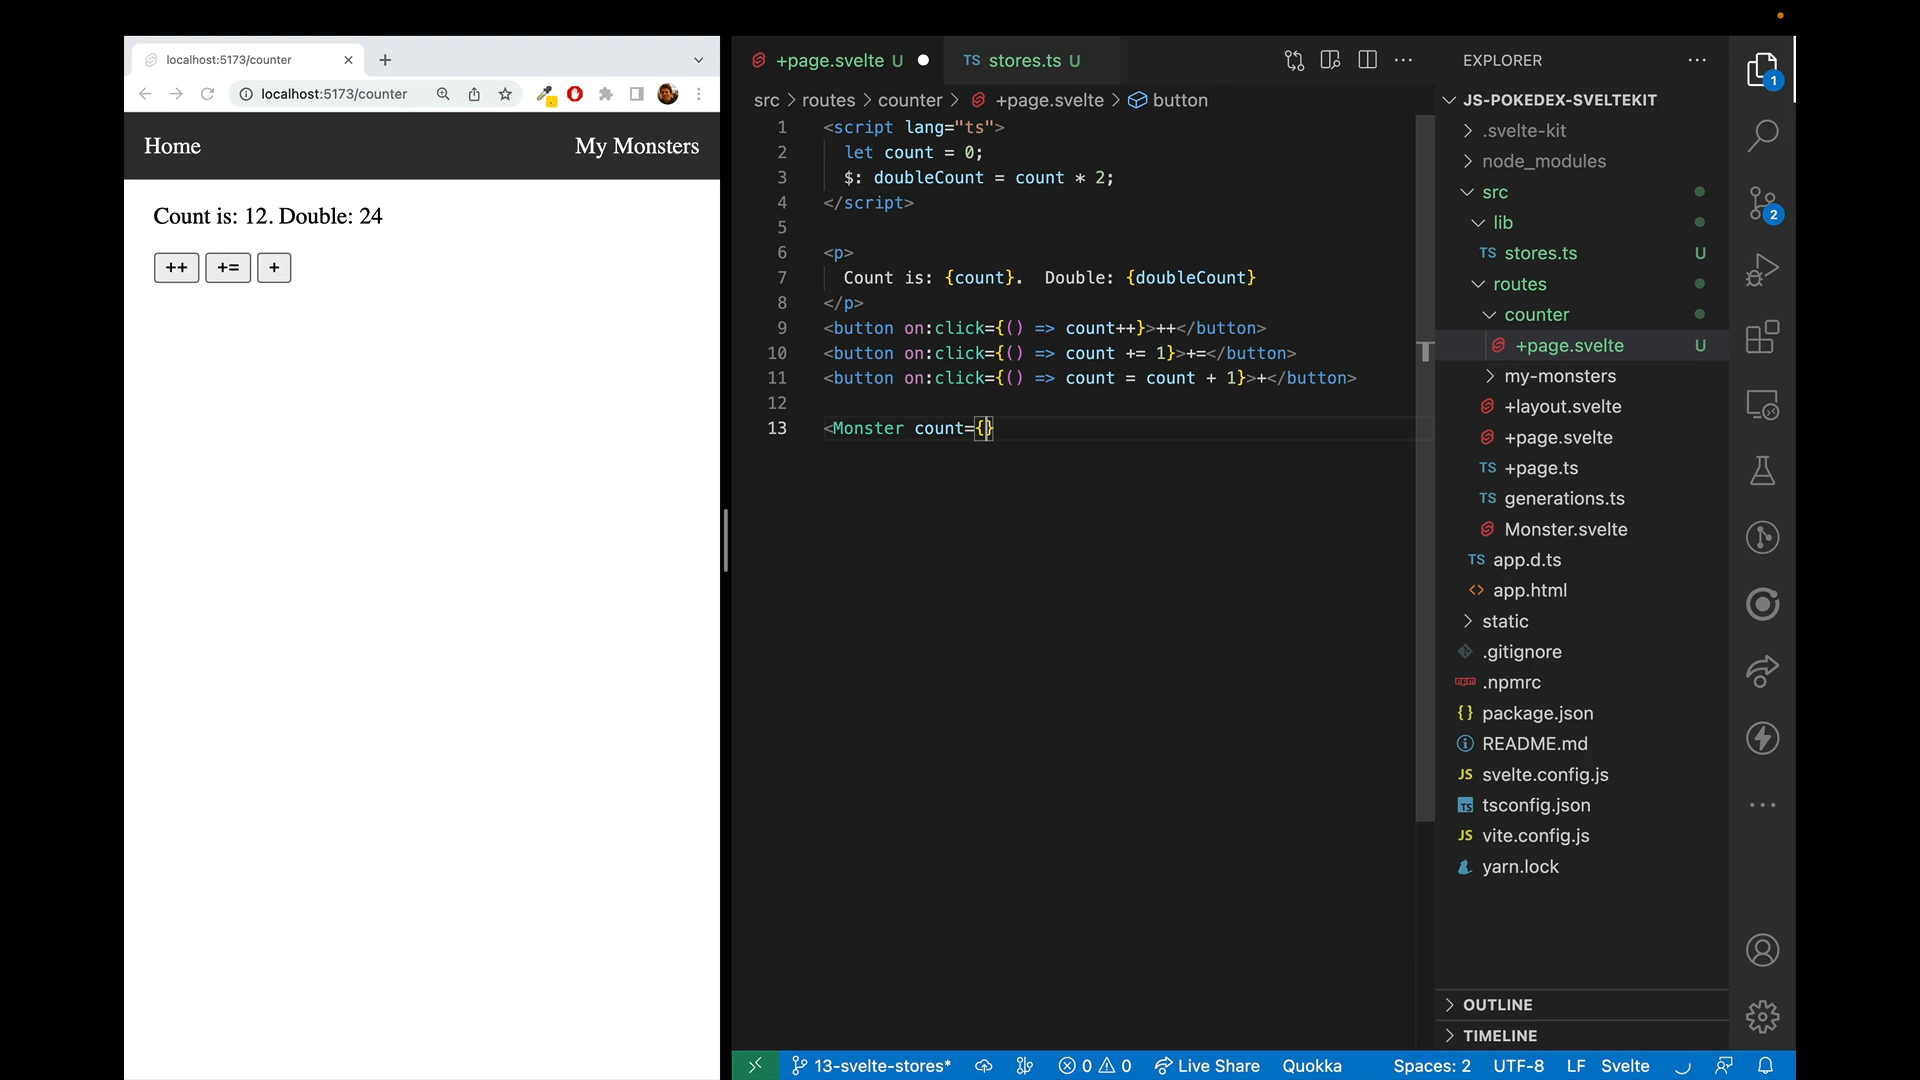 localhost:5173/counter
localhost:5173/counter
Home
My Monsters
Count is: 12. Double: 24
++
+=
+
+page.svelte U
TS stores.ts U
src > routes > counter > +page.svelte > button
1 <script lang="ts">
2 let count = 0;
3 $: doubleCount = count * 2;
4 </script>
5
6 <p>
7 Count is: {count}. Double: {doubleCount}
8 </p>
9 <button on:click={() => count++}>++</button>
10 <button on:click={() => count += 1}>+=</button>
11 <button on:click={() => count = count + 1}>+</button>
12
13 <Monster count={}
EXPLORER
JS-POKEDEX-SVELTEKIT
.svelte-kit
node_modules
src
lib
TS stores.ts U
routes
counter
+page.svelte U
my-monsters
+layout.svelte
+page.svelte
TS +page.ts
TS generations.ts
Monster.svelte
TS app.d.ts
<> app.html
static
.gitignore
npm .npmrc
{} package.json
README.md
JS svelte.config.js
TS tsconfig.json
JS vite.config.js
yarn.lock
OUTLINE
TIMELINE
1
2
13-svelte-stores*
0
0
Live Share
Quokka
Spaces: 2
UTF-8
LF
Svelte